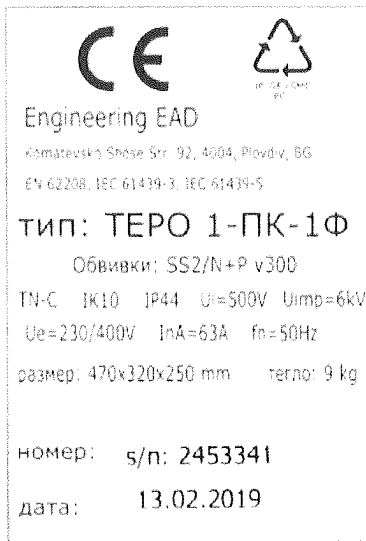 CE
Engineering EAD
Komatevsko Shose Str. 92, 4004, Plovdiv, BG
EN 62208, IEC 61439-3, IEC 61439-5
тип: ТЕРО 1-ПК-1Ф
Обвивки: SS2/N+P v300
TN-C IK10 IP44 Ui=500V Uimp=6kV
Ue=230/400V InA=63A fn=50Hz
размер: 470x320x250 mm тегло: 9 kg
номер: s/n: 2453341
дата: 13.02.2019